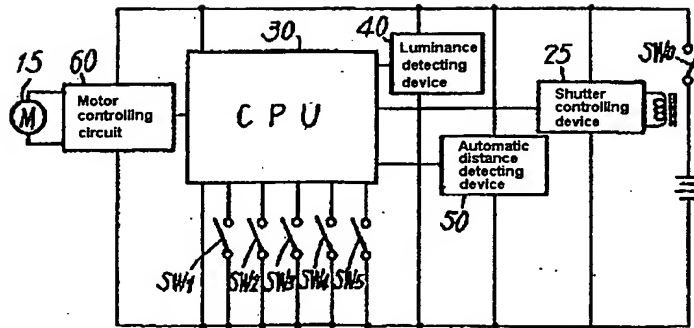 30
40
Luminance
detecting
device
SW0
15
60
25
Motor
controlling
circuit
M
CPU
Shutter
controlling
device
Automatic
distance
detecting
device
50
SW1
SW2
SW3
SW4
SW5